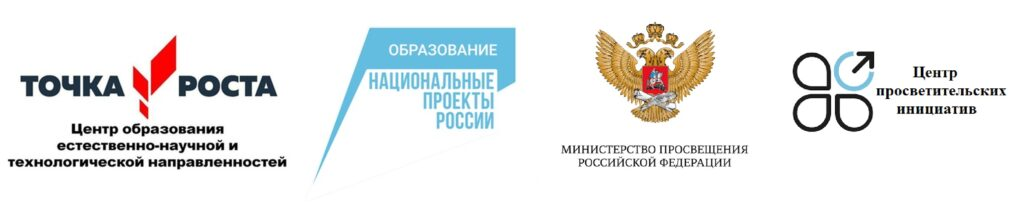 ТОЧКА РОСТА
Центр образования
естественно-научной и
технологической направленностей
ОБРАЗОВАНИЕ
НАЦИОНАЛЬНЫЕ
ПРОЕКТЫ
РОССИИ
МИНИСТЕРСТВО ПРОСВЕЩЕНИЯ
РОССИЙСКОЙ ФЕДЕРАЦИИ
Центр
просветительских
инициатив